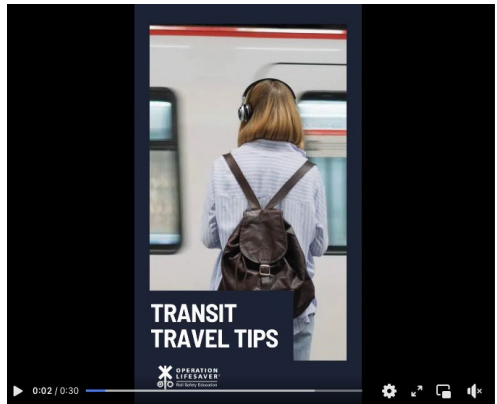 TRANSIT
TRAVEL TIPS
OPERATION
LIFESAVER®
Rail Safety Education
0:02 / 0:30